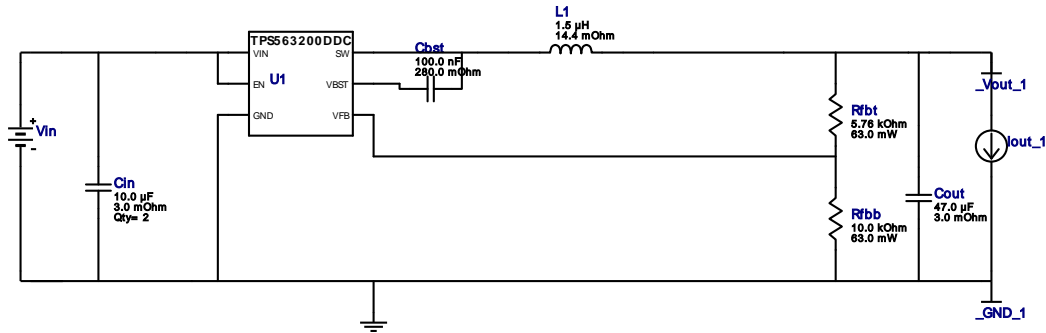 L1
1.5 µH
14.4 mOhm
TPS563200DDC
VIN
SW
Cbst
100.0 nF
280.0 mOhm
EN
U1
VBST
GND
VFB
+
Vin
-
Cin
10.0 µF
3.0 mOhm
Qty= 2
Rfbt
5.76 kOhm
63.0 mW
Rfbb
10.0 kOhm
63.0 mW
Cout
47.0 µF
3.0 mOhm
_Vout_1
Iout_1
_GND_1